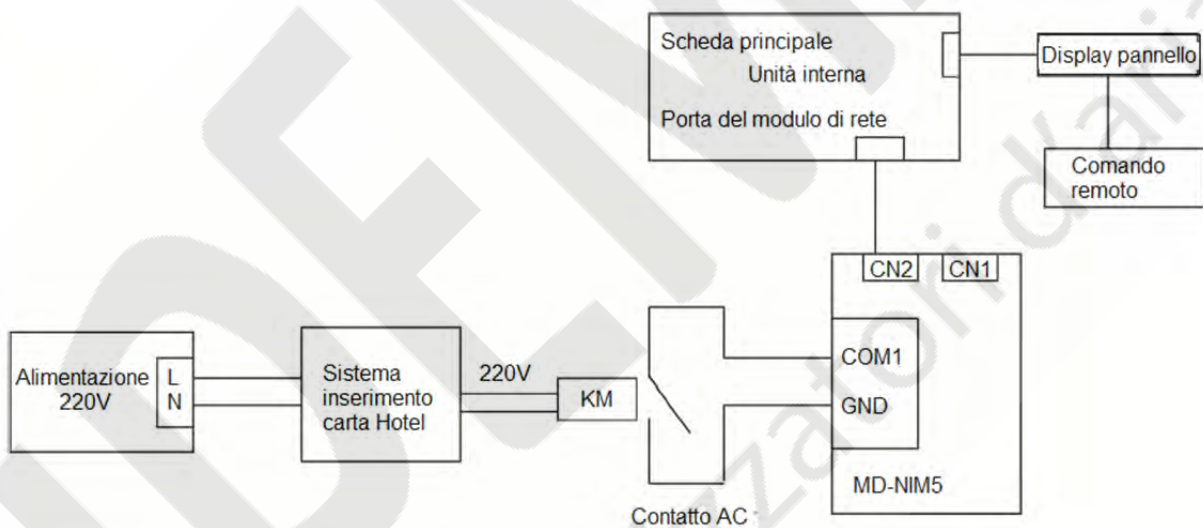 Scheda principale
Unità interna
Porta del modulo di rete
Display pannello
Comando
remoto
CN2 CN1
COM1
GND
MD-NIM5
Alimentazione
220V
L
N
Sistema
inserimento
carta Hotel
220V
KM
Contatto AC